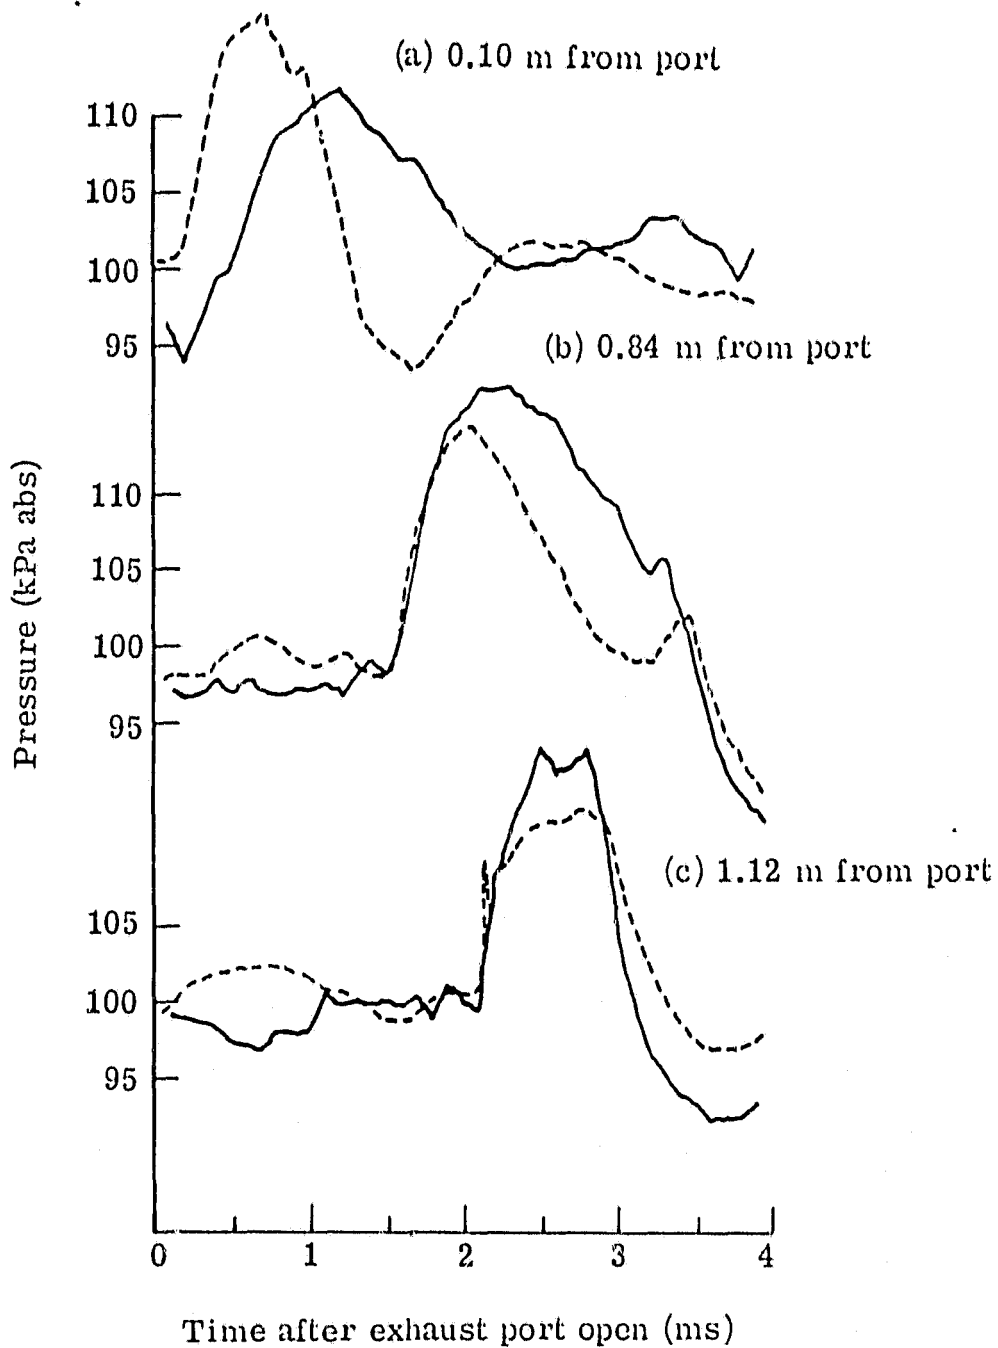 (a) 0.10 m from port
110
105
100
95
(b) 0.84 m from port
110
105
100
95
(c) 1.12 m from port
105
100
95
Pressure (kPa abs)
0 1 2 3 4
Time after exhaust port open (ms)